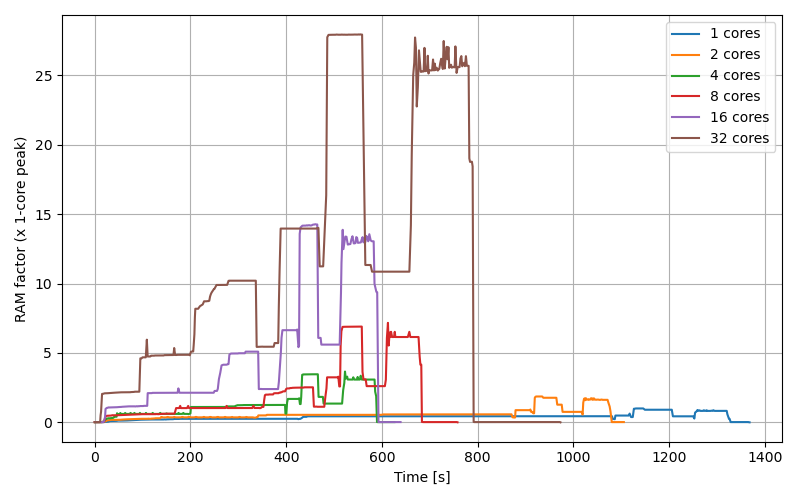 1 cores
2 cores
4 cores
8 cores
16 cores
32 cores
RAM factor (x 1-core peak)
25
20
15
10
5
0
0 200 400 600 800 1000 1200 1400
Time [s]